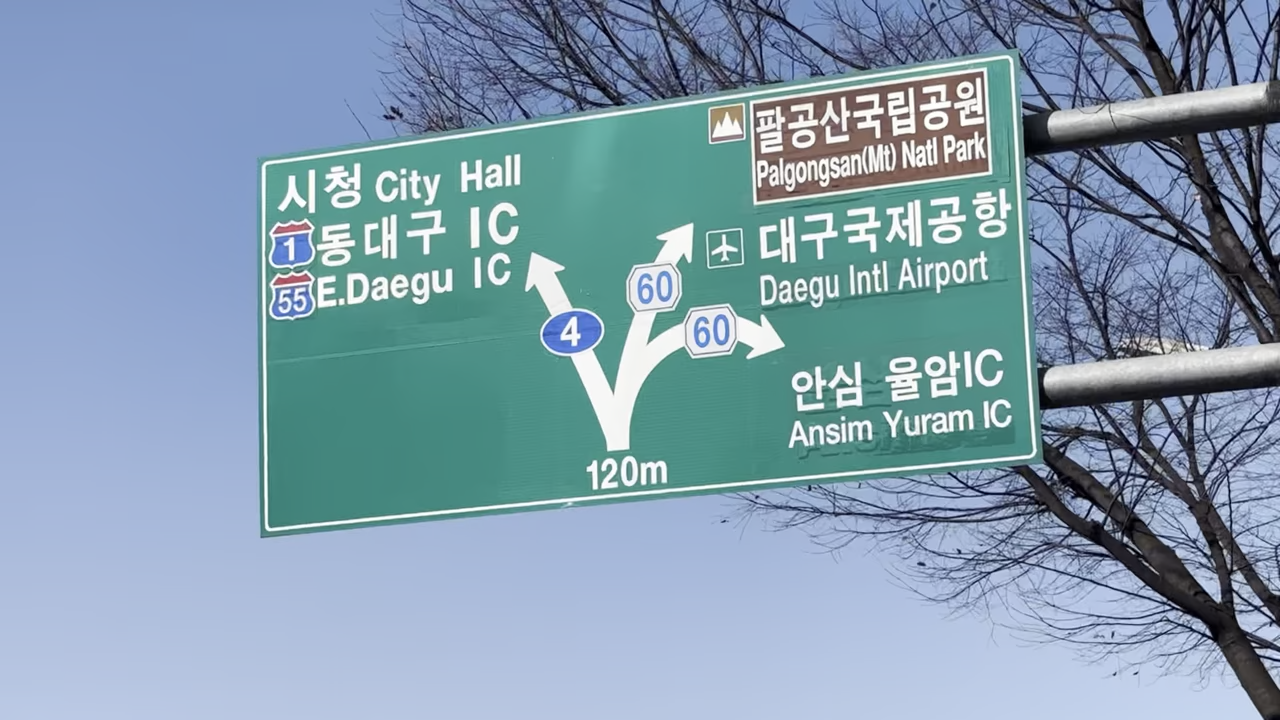 시청 City Hall
1 동대구 IC
55 E.Daegu IC
4
팔공산국립공원
Palgongsan(Mt) Natl Park
60
대구국제공항
Daegu Intl Airport
60
안심 율암IC
Ansim Yuram IC
120m